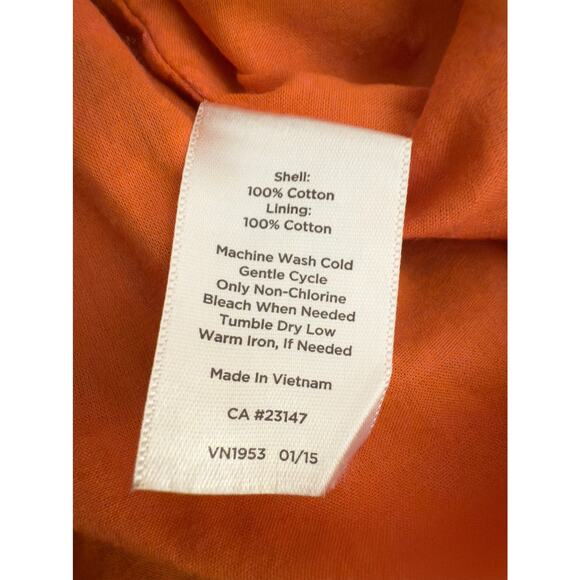 Shell:
100% Cotton
Lining:
100% Cotton
Machine Wash Cold
Gentle Cycle
Only Non-Chlorine
Bleach When Needed
Tumble Dry Low
Warm Iron, If Needed
Made In Vietnam
CA #23147
VN1953 01/15